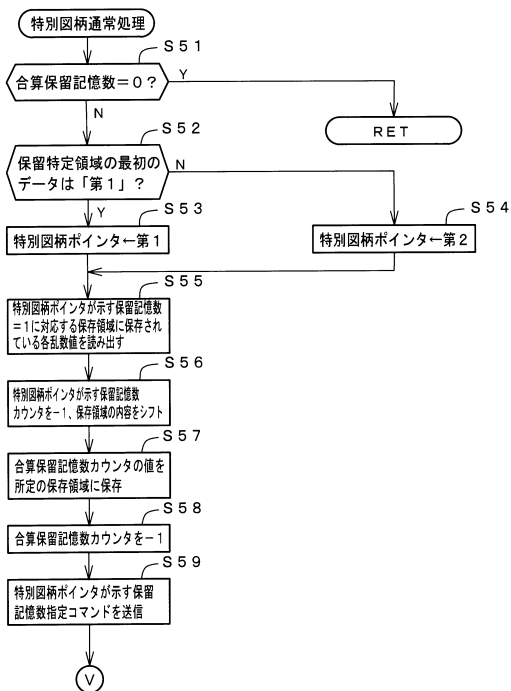 特別図柄通常処理
S51
合算保留記憶数=0?
Y
N
RET
S52
保留特定領域の最初の
データは「第1」?
N
Y
S53
特別図柄ポインタ←第1
S54
特別図柄ポインタ←第2
S55
特別図柄ポインタが示す保留記憶数
=1に対応する保存領域に保存され
ている各乱数値を読み出す
S56
特別図柄ポインタが示す保留記憶数
カウンタを-1、保存領域の内容をシフト
S57
合算保留記憶数カウンタの値を
所定の保存領域に保存
S58
合算保留記憶数カウンタを-1
S59
特別図柄ポインタが示す保留
記憶数指定コマンドを送信
V